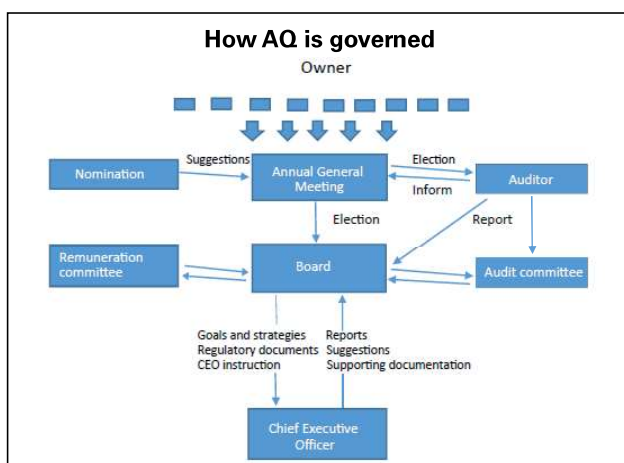 How AQ is governed
Owner
Suggestions
Election
Nomination
Annual General
Meeting
Inform
Auditor
Election
Report
Remuneration
committee
Board
Audit committee
Goals and strategies
Regulatory documents
CEO instruction
Reports
Suggestions
Supporting documentation
Chief Executive
Officer